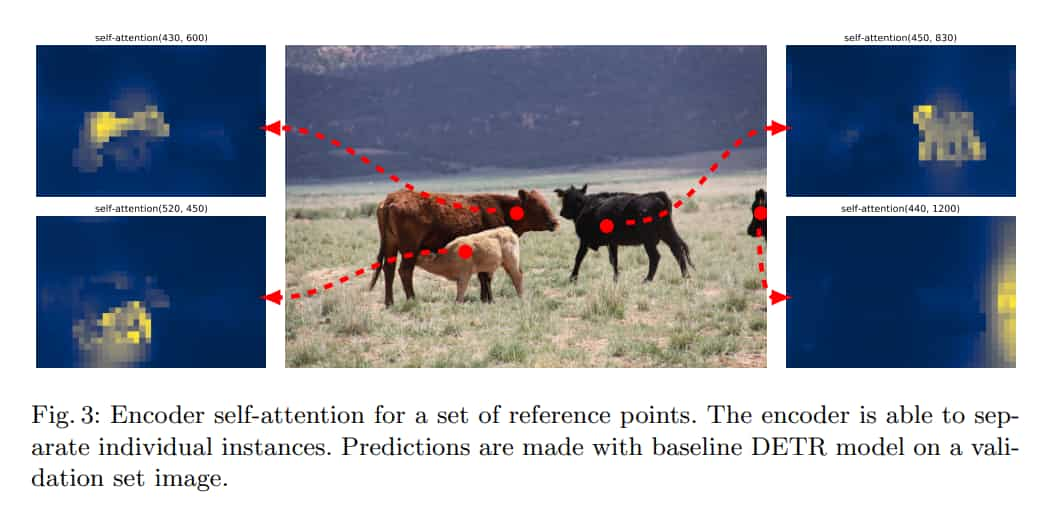 self-attention(430, 600)
self-attention(450, 830)
self-attention(520, 450)
self-attention(440, 1200)
Fig. 3: Encoder self-attention for a set of reference points. The encoder is able to sep-
arate individual instances. Predictions are made with baseline DETR model on a vali-
dation set image.